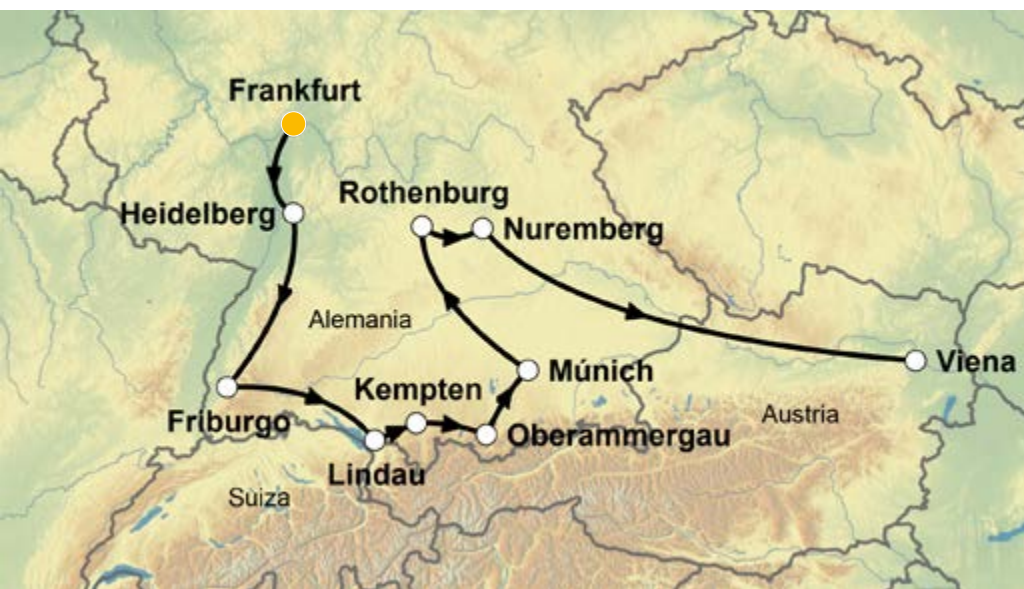 Frankfurt
Rothenburg
Heidelberg
Nuremberg
Alemania
Viena
Múnich
Kempten
Austria
Friburgo
Oberammergau
Lindau
Suiza